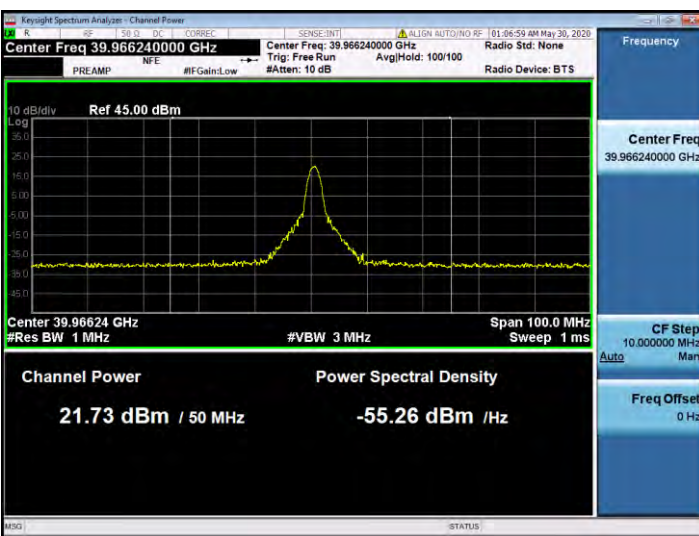 Keysight Spectrum Analyzer - Channel Power
R RF 50 Ω DC CORREC SENSE:INT ALIGN AUTO/NO RF 01:06:59 AM May 30, 2020
Center Freq 39.966240000 GHz
Center Freq: 39.966240000 GHz Radio Std: None
NFE Trig: Free Run Avg|Hold: 100/100
PREAMP #IFGain:Low #Atten: 10 dB Radio Device: BTS
10 dB/div Ref 45.00 dBm
Log
35.0
25.0
15.0
5.00
-5.00
-15.0
-25.0
-35.0
-45.0
Center 39.96624 GHz Span 100.0 MHz
#Res BW 1 MHz #VBW 3 MHz Sweep 1 ms
Channel Power Power Spectral Density
21.73 dBm / 50 MHz -55.26 dBm /Hz
MSG STATUS
Frequency
Center Freq
39.966240000 GHz
CF Step
10.000000 MHz
Auto Man
Freq Offset
0 Hz